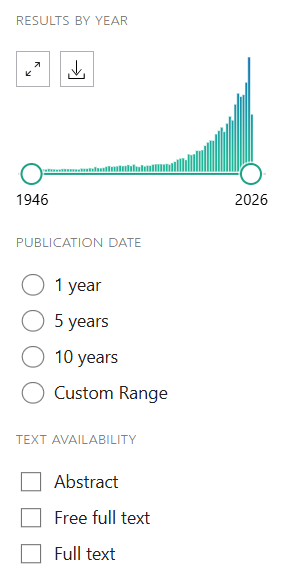 RESULTS BY YEAR
1946 2026
PUBLICATION DATE
1 year
5 years
10 years
Custom Range
TEXT AVAILABILITY
Abstract
Free full text
Full text